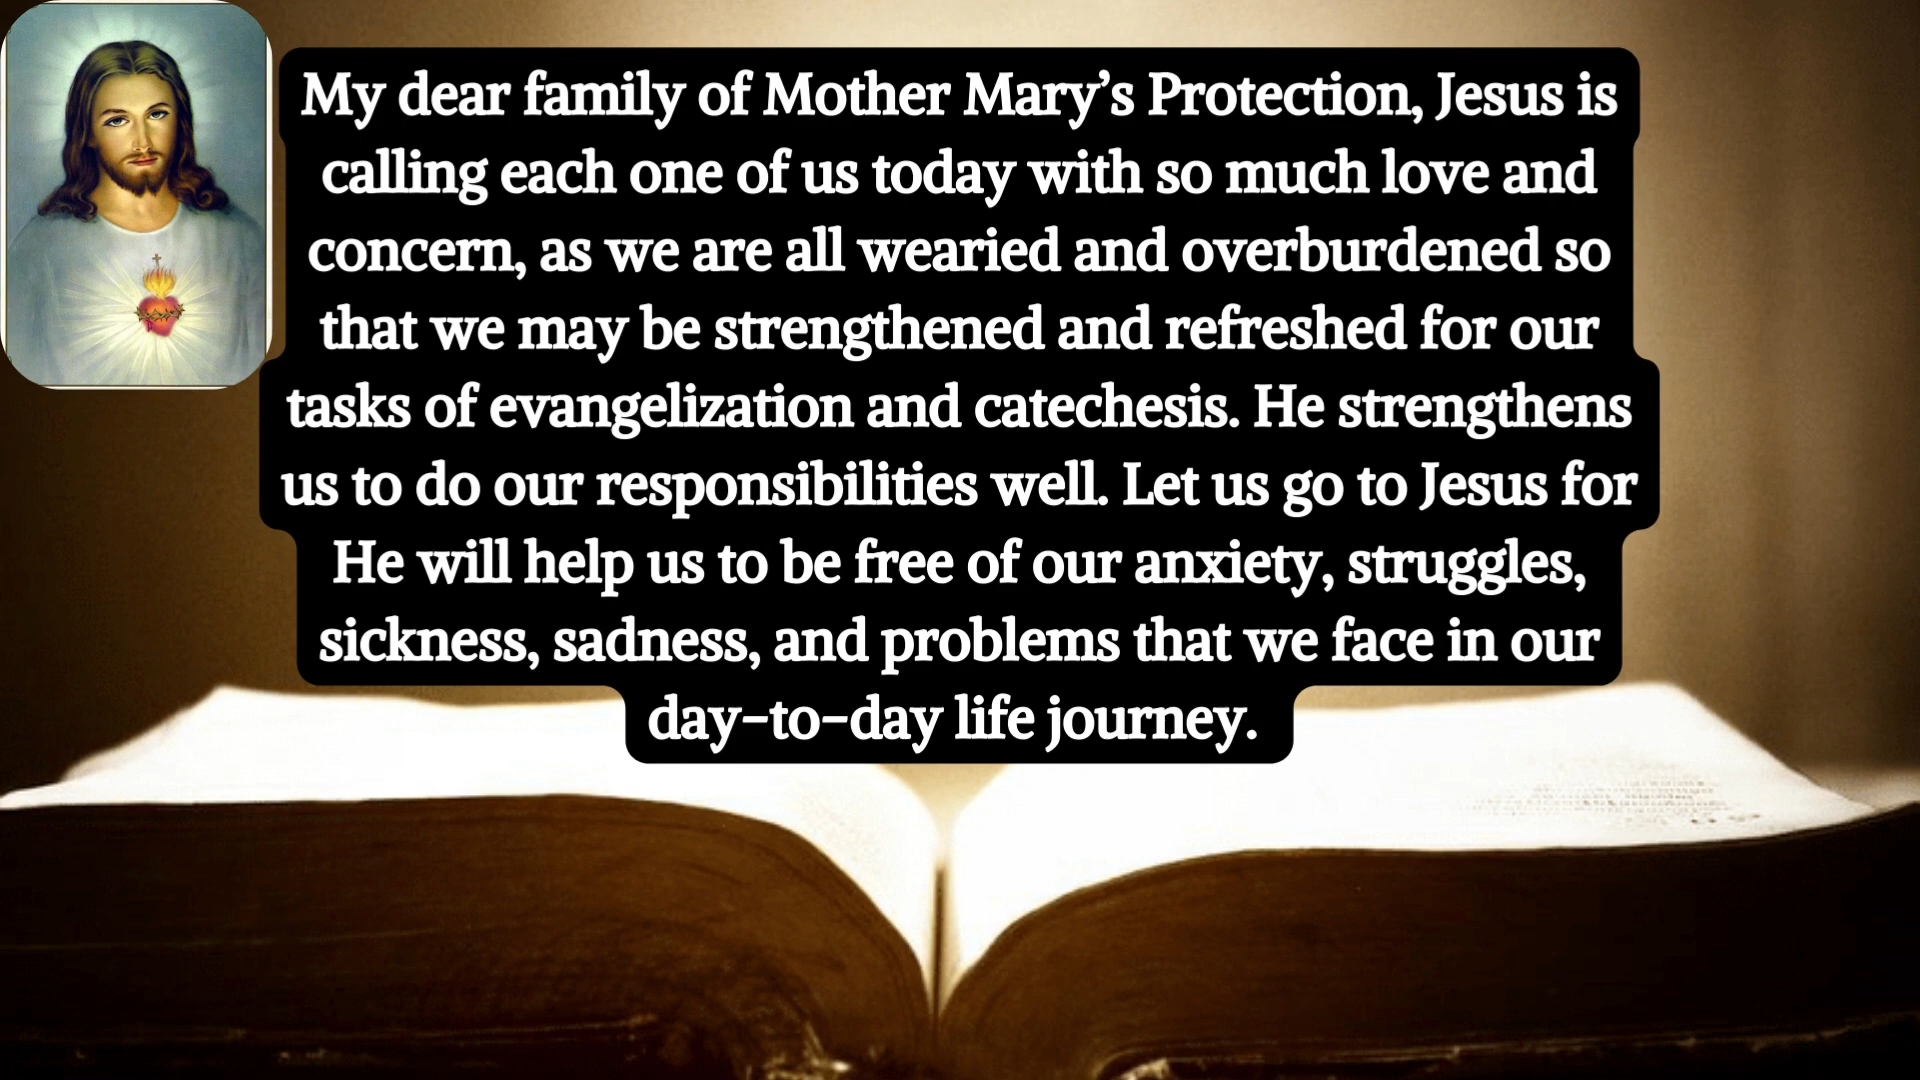 My dear family of Mother Mary’s Protection, Jesus is
calling each one of us today with so much love and
concern, as we are all wearied and overburdened so
that we may be strengthened and refreshed for our
tasks of evangelization and catechesis. He strengthens
us to do our responsibilities well. Let us go to Jesus for
He will help us to be free of our anxiety, struggles,
sickness, sadness, and problems that we face in our
day-to-day life journey.